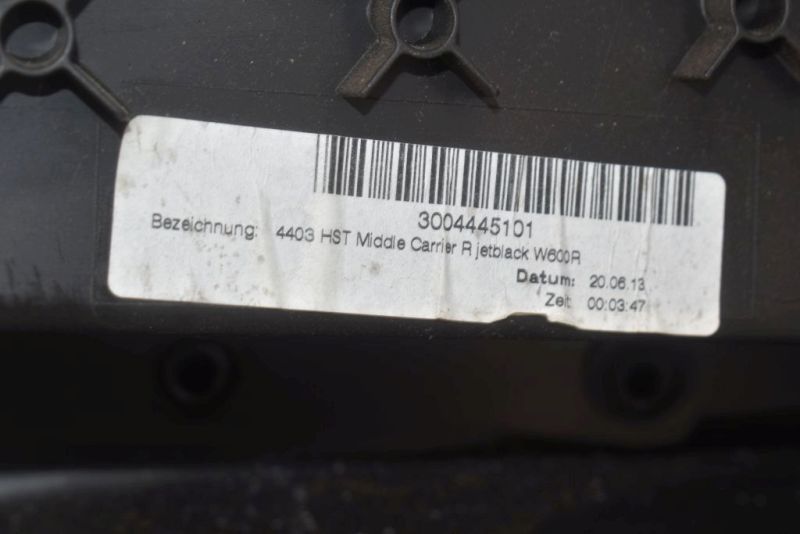 3004445101
Bezeichnung: 4403 HST Middle Carrier R jetblack W600R
Datum: 20.06.13
Zeit 00:03:47